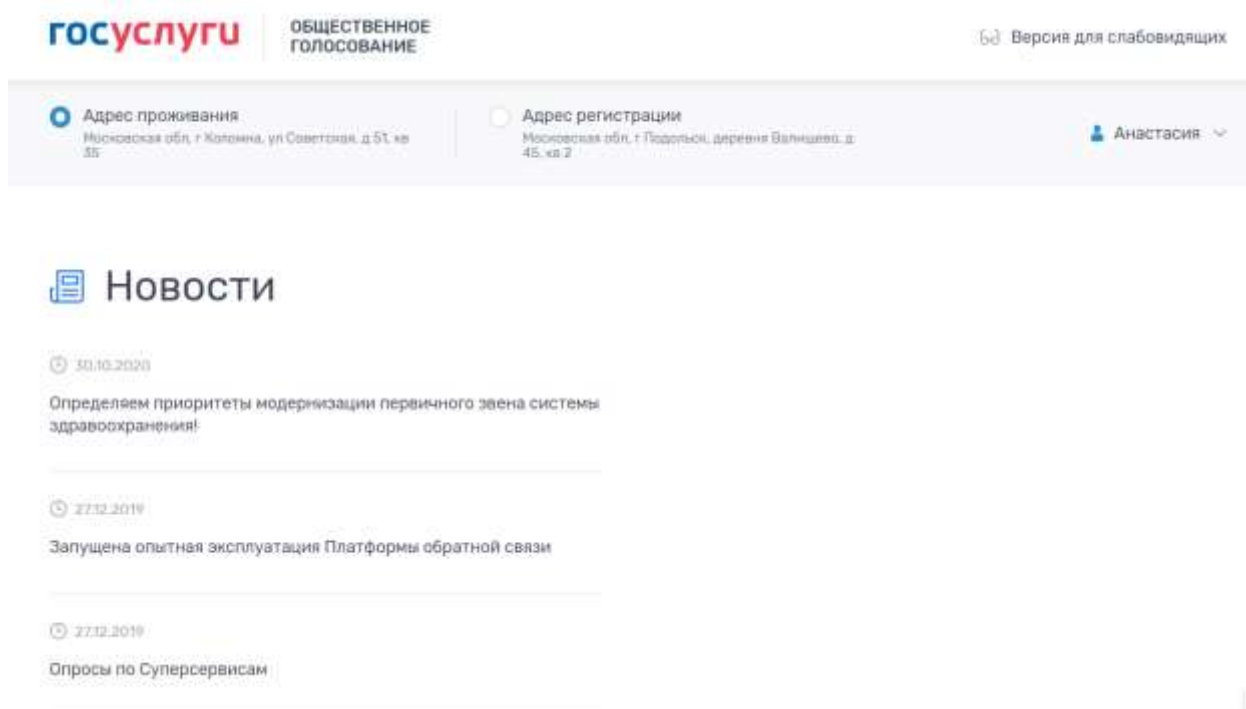 госуслуги
ОБЩЕСТВЕННОЕ
ГОЛОСОВАНИЕ
Версия для слабовидящих
Адрес проживания
Московская обл, г Коломна, ул Советская, д 51, кв
35
Адрес регистрации
Московская обл, г Подольск, деревня Валищево, д
45, кв 2
Анастасия
Новости
30.10.2020
Определяем приоритеты модернизации первичного звена системы
здравоохранения!
27.12.2019
Запущена опытная эксплуатация Платформы обратной связи
27.12.2019
Опросы по Суперсервисам